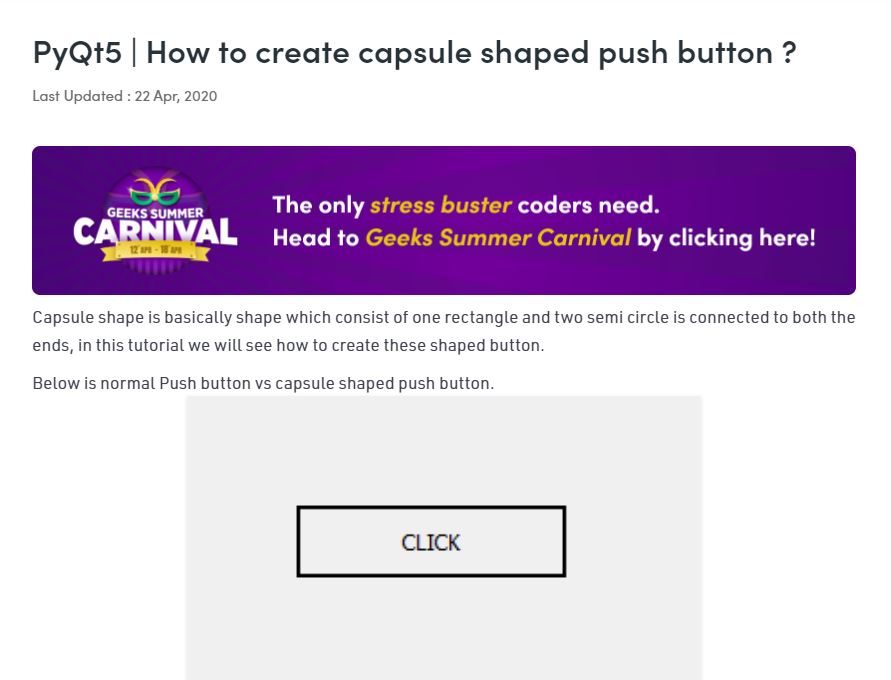 PyQt5 | How to create capsule shaped push button ?
Last Updated : 22 Apr, 2020
GEEKS SUMMER
CARNIVAL
12 APR - 18 APR
The only stress buster coders need.
Head to Geeks Summer Carnival by clicking here!
Capsule shape is basically shape which consist of one rectangle and two semi circle is connected to both the
ends, in this tutorial we will see how to create these shaped button.
Below is normal Push button vs capsule shaped push button.
CLICK